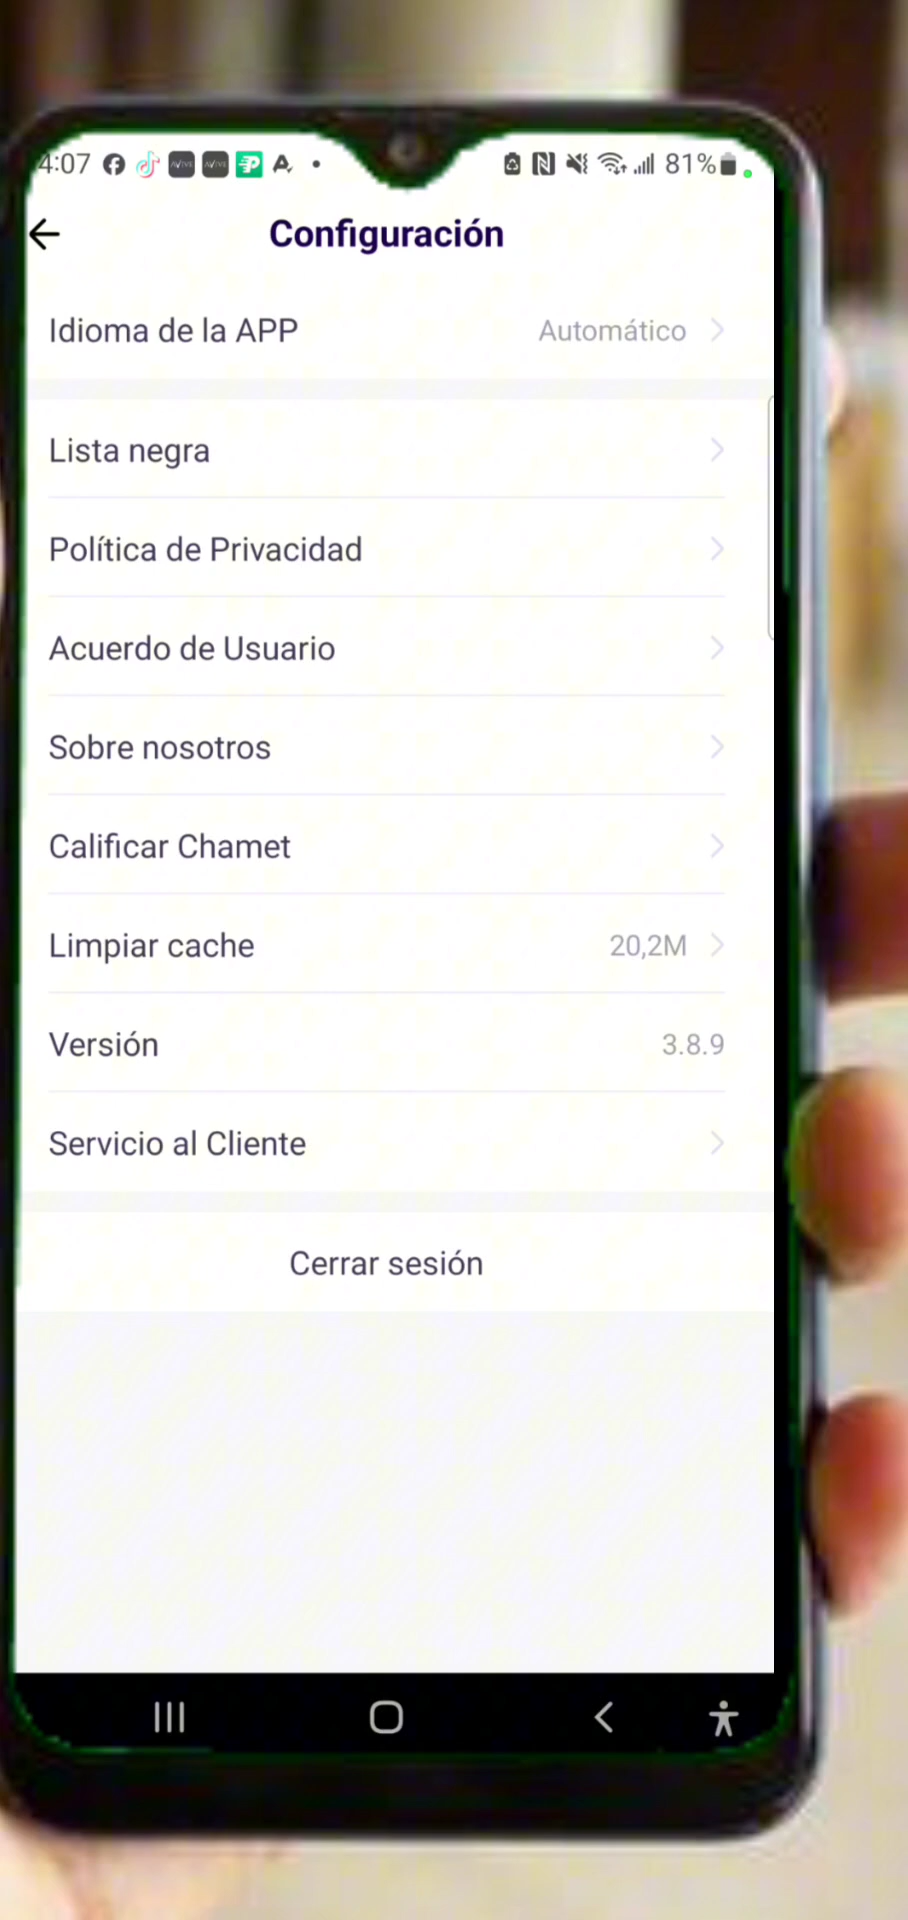 4:07 81%
Configuración
Idioma de la APP Automático
Lista negra
Política de Privacidad
Acuerdo de Usuario
Sobre nosotros
Calificar Chamet
Limpiar cache 20,2M
Versión 3.8.9
Servicio al Cliente
Cerrar sesión